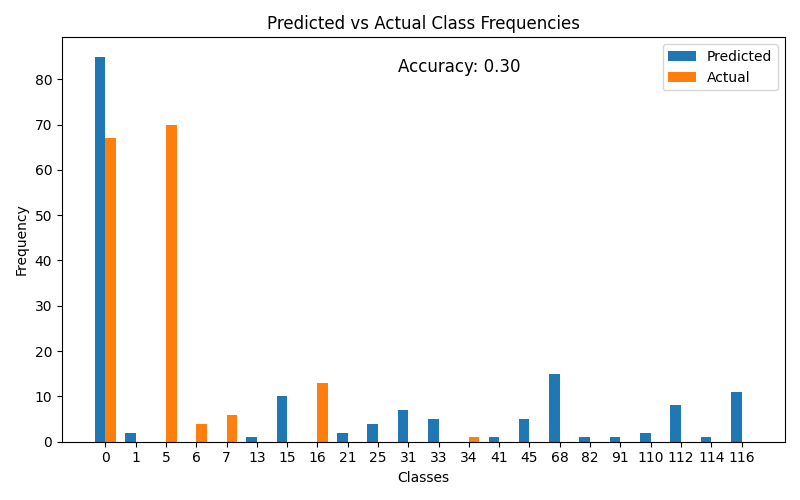 Predicted vs Actual Class Frequencies
Accuracy: 0.30
Predicted
Actual
Frequency
80
70
60
50
40
30
20
10
0
0 1 5 6 7 13 15 16 21 25 31 33 34 41 45 68 82 91 110 112 114 116
Classes